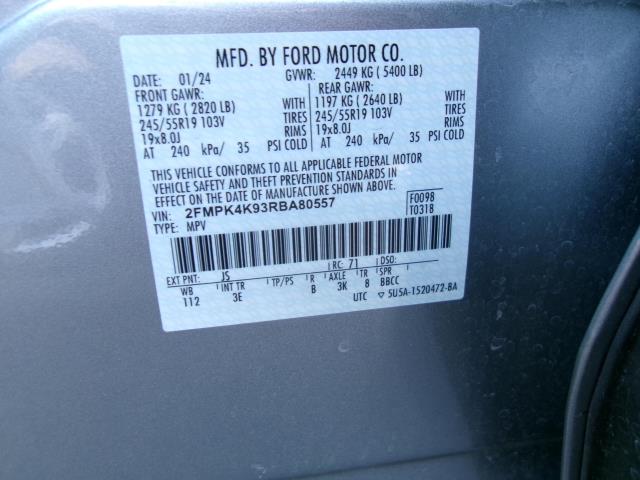 MFD. BY FORD MOTOR CO.
DATE: 01/24 GVWR: 2449 KG ( 5400 LB)
FRONT GAWR: REAR GAWR:
1279 KG ( 2820 LB) WITH 1197 KG ( 2640 LB) WITH
245/55R19 103V TIRES 245/55R19 103V TIRES
19x8.0J RIMS 19x8.0J RIMS
AT 240 kPa/ 35 PSI COLD AT 240 kPa/ 35 PSI COLD
THIS VEHICLE CONFORMS TO ALL APPLICABLE FEDERAL MOTOR
VEHICLE SAFETY AND THEFT PREVENTION STANDARDS IN
EFFECT ON THE DATE OF MANUFACTURE SHOWN ABOVE.
VIN: 2FMPK4K93RBA80557 F0098
TYPE: MPV T0318
EXT PNT: JS RC: 71 DSO:
WB INT TR TP/PS R AXLE TR SPR
112 3E B 3K 8 BBCC
UTC ▽ 5U5A-1520472-BA